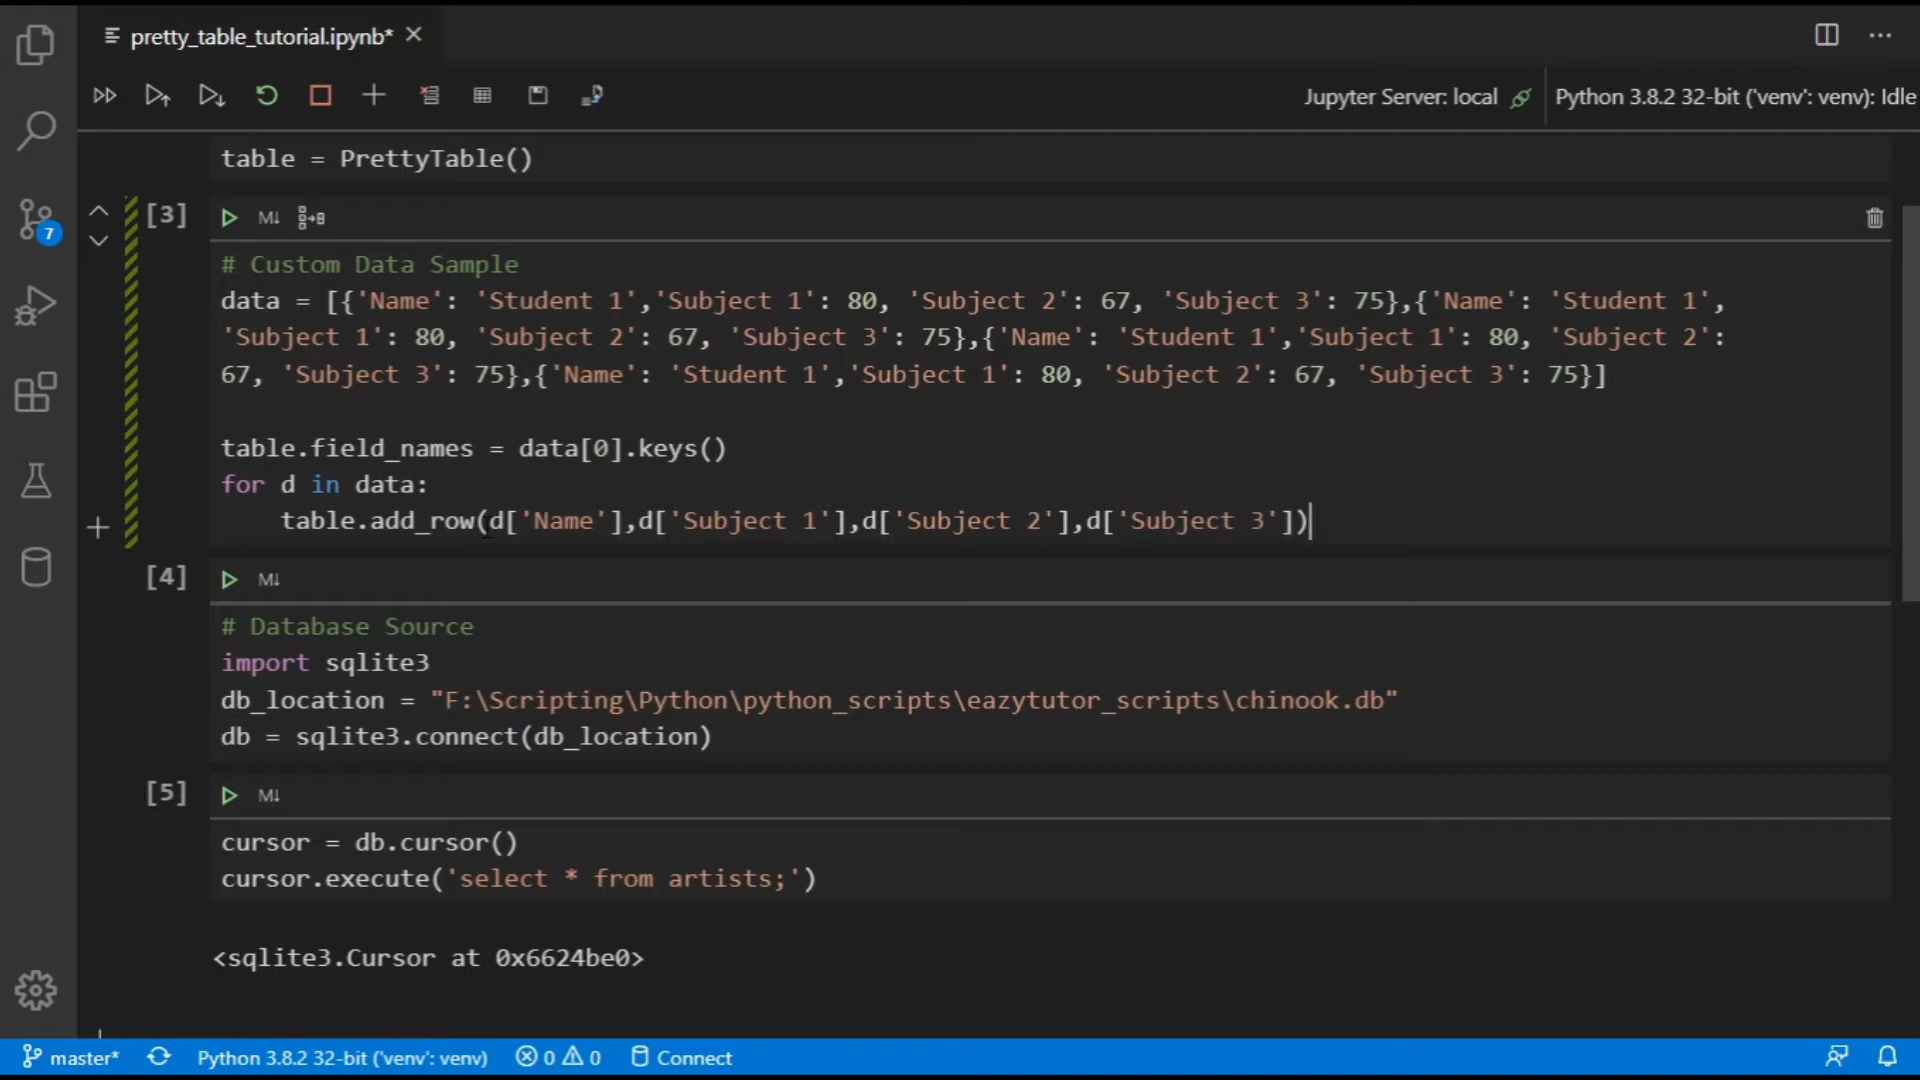 pretty_table_tutorial.ipynb*
Jupyter Server: local
Python 3.8.2 32-bit ('venv': venv): Idle
table = PrettyTable()
[3]
M↓
# Custom Data Sample
data = [{'Name': 'Student 1','Subject 1': 80, 'Subject 2': 67, 'Subject 3': 75},{'Name': 'Student 1',
'Subject 1': 80, 'Subject 2': 67, 'Subject 3': 75},{'Name': 'Student 1','Subject 1': 80, 'Subject 2':
67, 'Subject 3': 75},{'Name': 'Student 1','Subject 1': 80, 'Subject 2': 67, 'Subject 3': 75}]
table.field_names = data[0].keys()
for d in data:
table.add_row(d['Name'],d['Subject 1'],d['Subject 2'],d['Subject 3'])
7
[4]
M↓
# Database Source
import sqlite3
db_location = "F:\Scripting\Python\python_scripts\eazytutor_scripts\chinook.db"
db = sqlite3.connect(db_location)
[5]
M↓
cursor = db.cursor()
cursor.execute('select * from artists;')
<sqlite3.Cursor at 0x6624be0>
master*
Python 3.8.2 32-bit ('venv': venv)
0
0
Connect